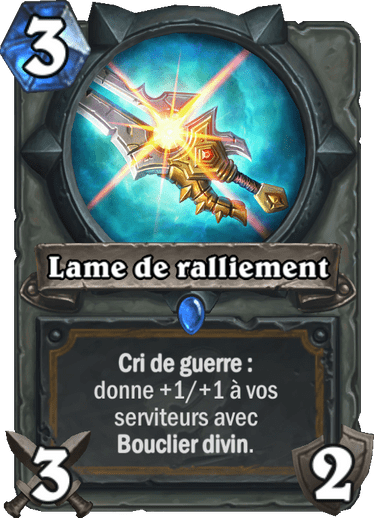 3
Lame de ralliement
Cri de guerre :
donne +1/+1 à vos
serviteurs avec
Bouclier divin.
3
2